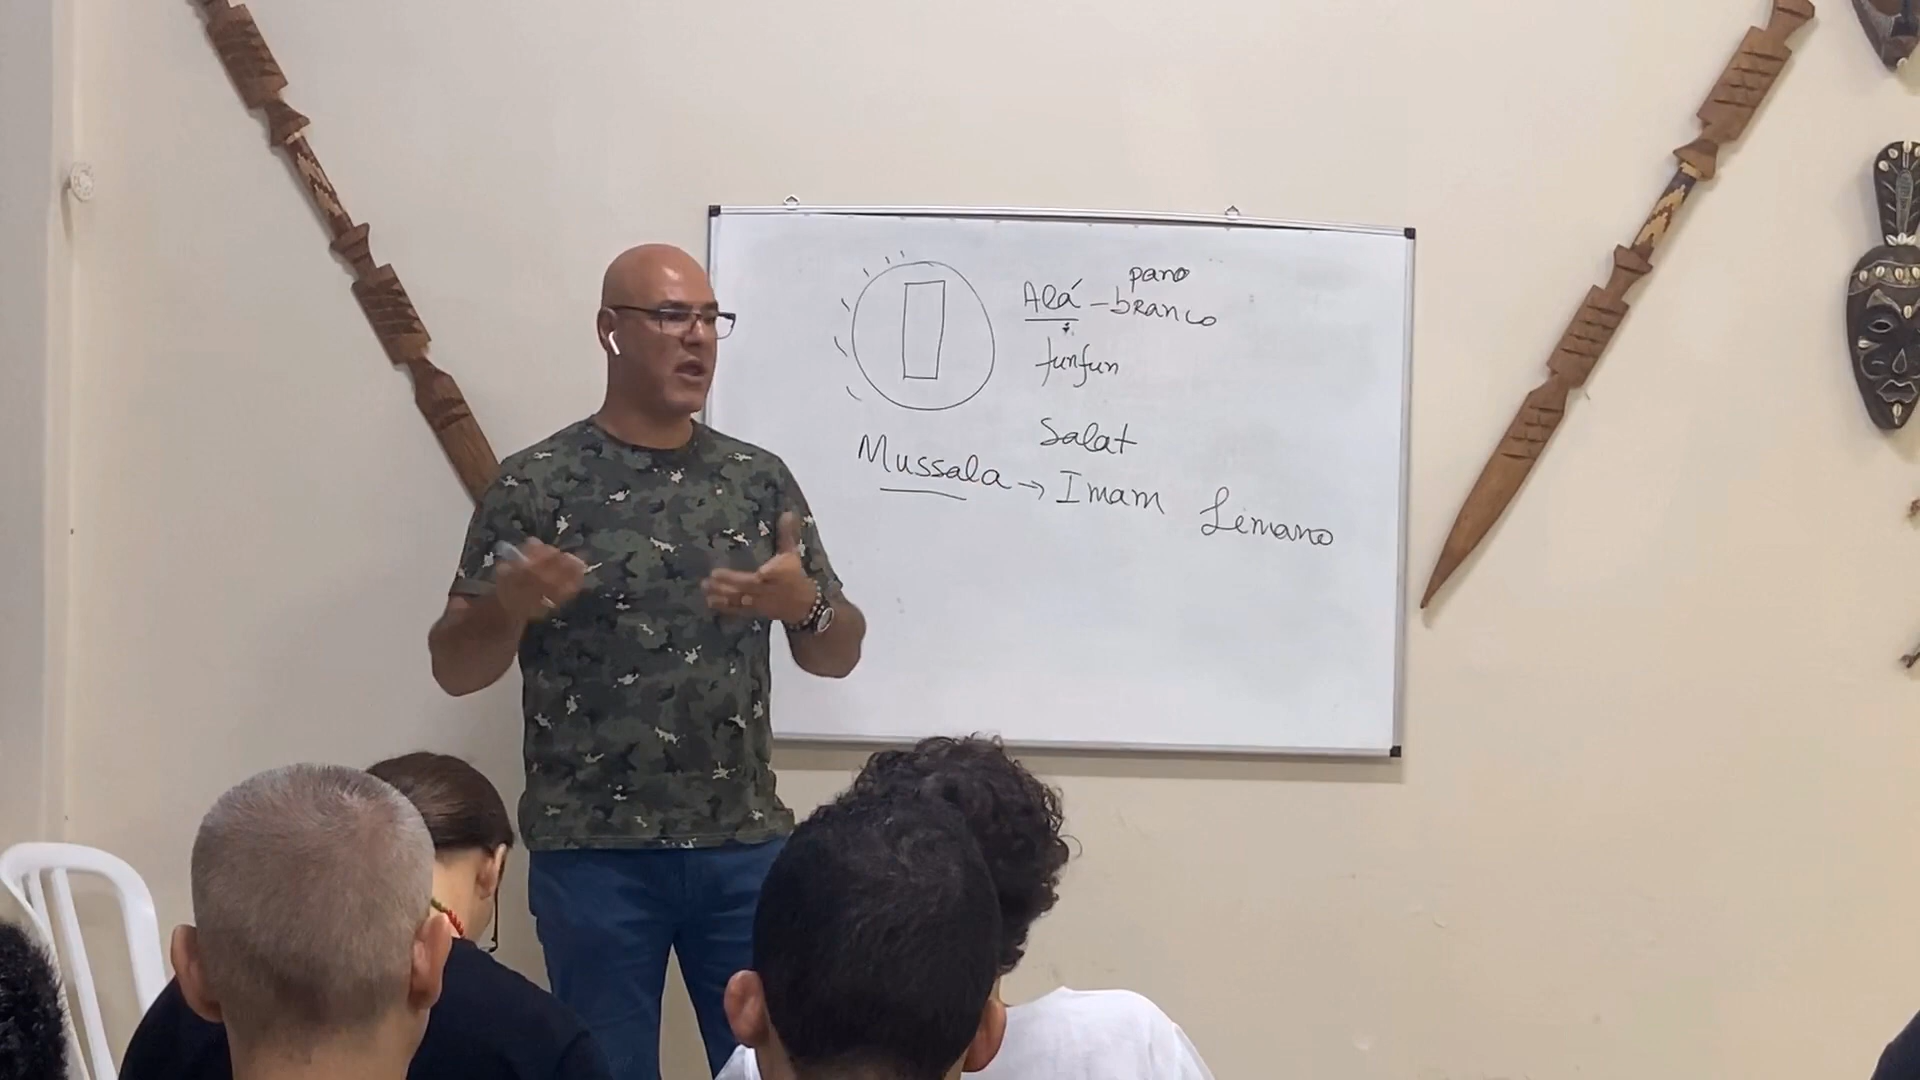 pano
Alá - branco
funfun
Salat
Mussala → Imam Lemano